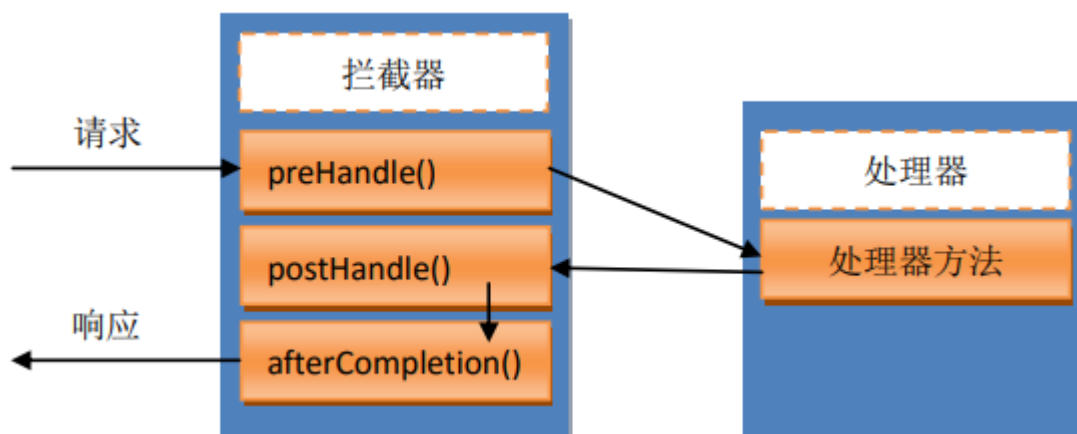 拦截器
请求
preHandle()
处理器
postHandle()
处理器方法
响应
afterCompletion()